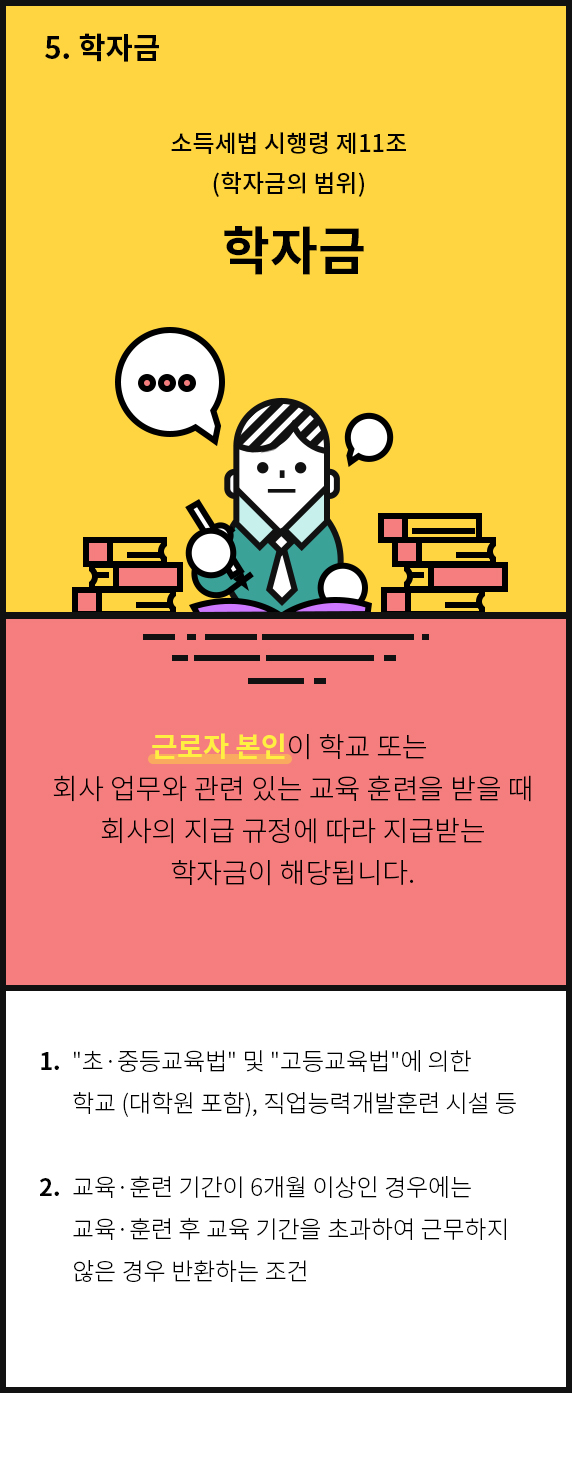 5. 학자금
소득세법 시행령 제11조
(학자금의 범위)
학자금
근로자 본인이 학교 또는
회사 업무와 관련 있는 교육 훈련을 받을 때
회사의 지급 규정에 따라 지급받는
학자금이 해당됩니다.
1. "초·중등교육법" 및 "고등교육법"에 의한
학교 (대학원 포함), 직업능력개발훈련 시설 등
2. 교육·훈련 기간이 6개월 이상인 경우에는
교육·훈련 후 교육 기간을 초과하여 근무하지
않은 경우 반환하는 조건